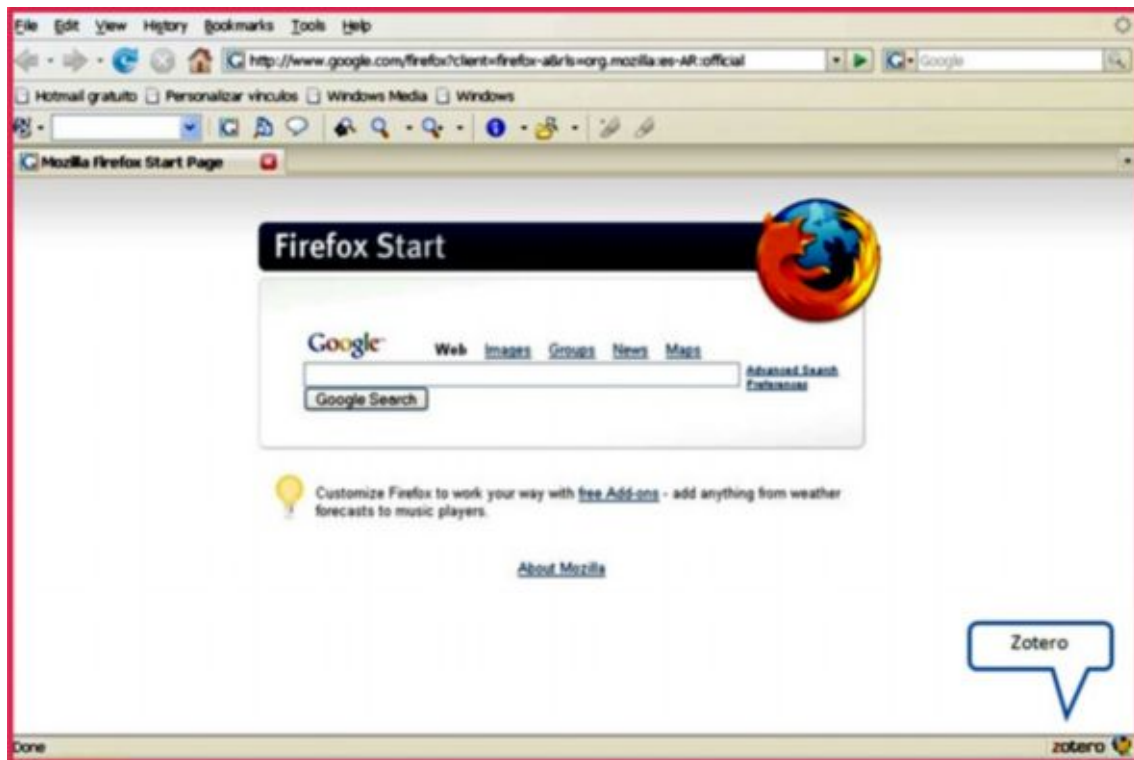 File Edit View History Bookmarks Tools Help
http://www.google.com/firefox?client=firefox-a&rls=org.mozilla:es-AR:official
Google
Hotmail gratuito Personalizar vínculos Windows Media Windows
Mozilla Firefox Start Page
Firefox Start
Google Web Images Groups News Maps
Advanced Search
Preferences
Google Search
Customize Firefox to work your way with free Add-ons - add anything from weather
forecasts to music players.
About Mozilla
Zotero
Done
zotero